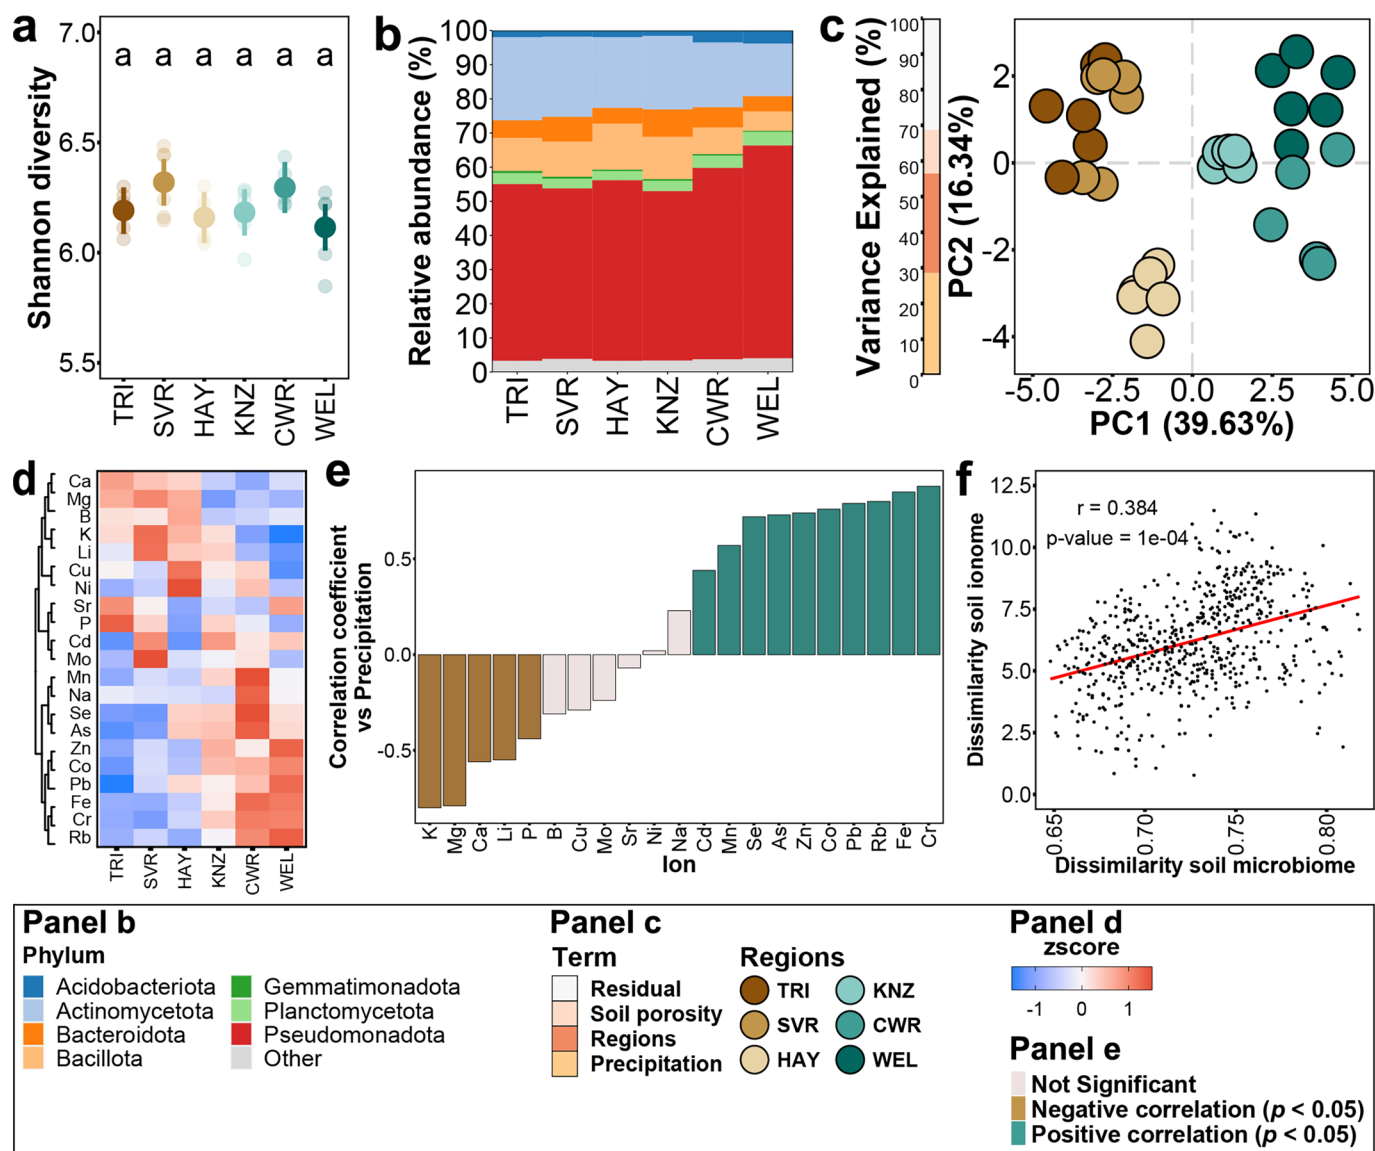 a
Shannon diversity
7.0
6.5
6.0
5.5
a a a a a a
TRI SVR HAY KNZ CWR WEL
b
Relative abundance (%)
100
90
80
70
60
50
40
30
20
10
0
TRI SVR HAY KNZ CWR WEL
c
Variance Explained (%)
100
90
80
70
60
50
40
30
20
10
0
PC2 (16.34%)
2
0
-2
-4
-5.0 -2.5 0.0 2.5 5.0
PC1 (39.63%)
d
Ca
Mg
B
K
Li
Cu
Ni
Sr
P
Cd
Mo
Mn
Na
Se
As
Zn
Co
Pb
Fe
Cr
Rb
TRI SVR HAY KNZ CWR WEL
e
Correlation coefficient
vs Precipitation
0.5
0.0
-0.5
K Mg Ca Li P B Cu Mo Sr Ni Na Cd Mn Se As Zn Co Pb Rb Fe Cr
Ion
f
Dissimilarity soil ionome
12.5
10.0
7.5
5.0
2.5
0.0
r = 0.384
p-value = 1e-04
0.65 0.70 0.75 0.80
Dissimilarity soil microbiome
Panel b
Phylum
Acidobacteriota
Actinomycetota
Bacteroidota
Bacillota
Gemmatimonadota
Planctomycetota
Pseudomonadota
Other
Panel c
Term
Residual
Soil porosity
Regions
Precipitation
Regions
TRI
SVR
HAY
KNZ
CWR
WEL
Panel d
zscore
-1 0 1
Panel e
Not Significant
Negative correlation (p < 0.05)
Positive correlation (p < 0.05)